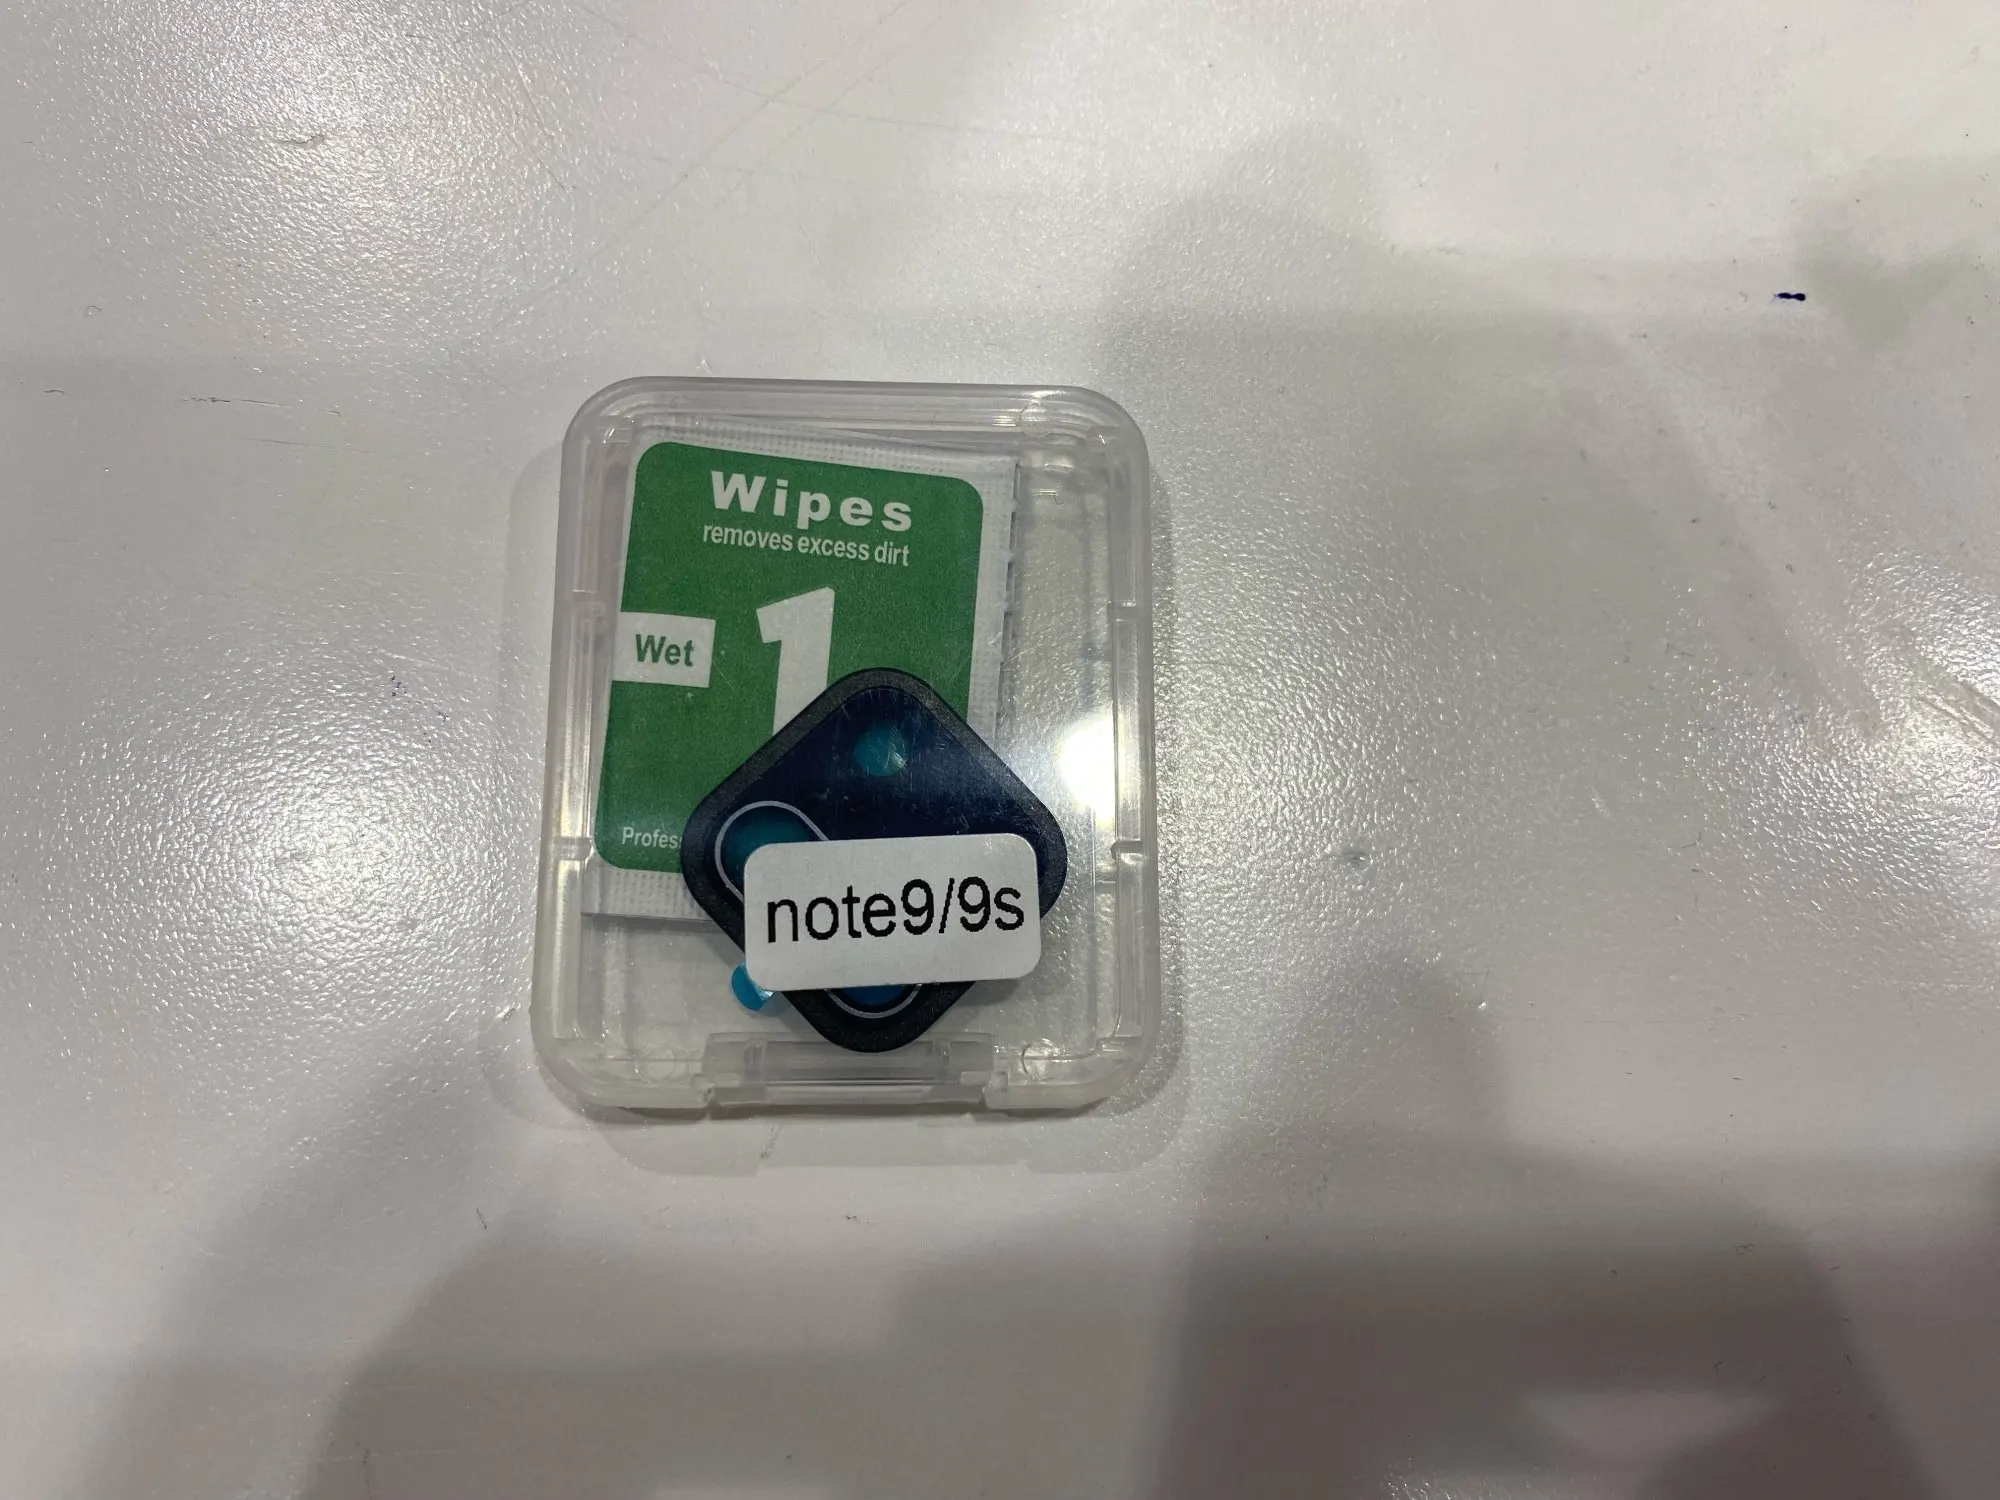 Wipes
removes excess dirt
1
Wet
note9/9s